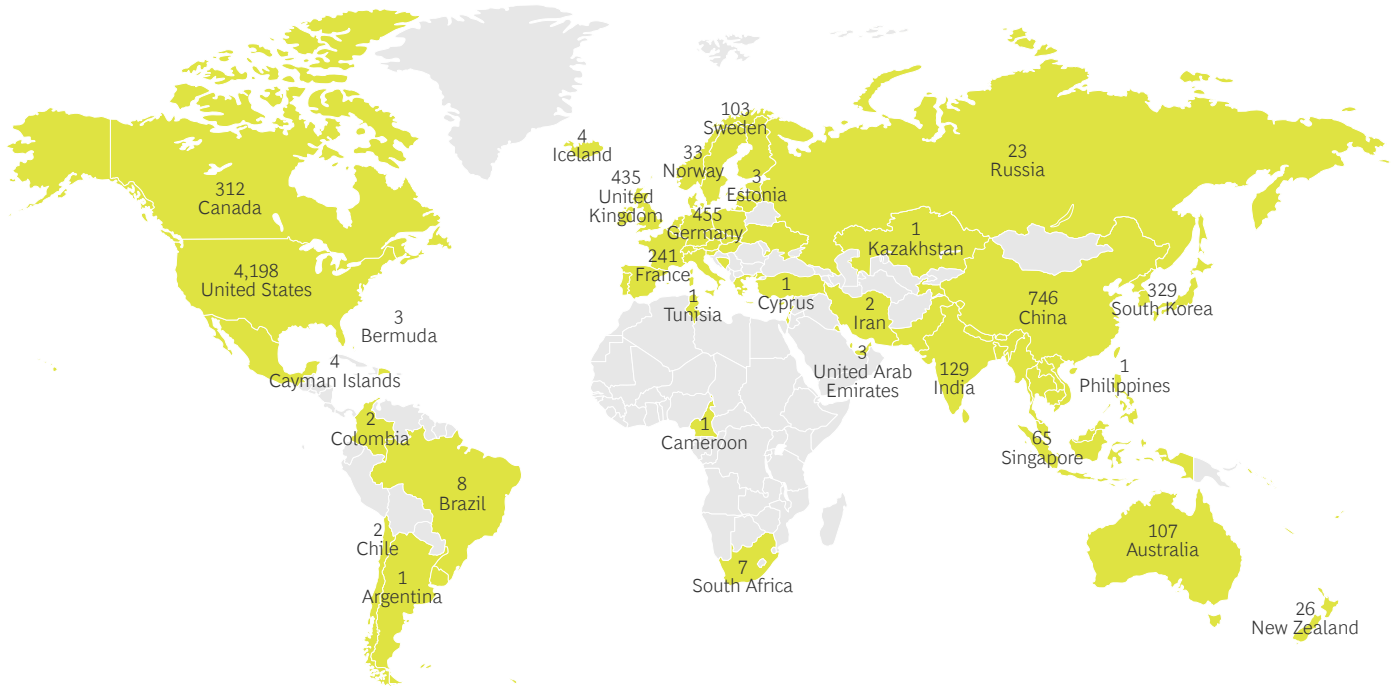 103
Sweden
4
Iceland
33
Norway
23
Russia
435
United
Kingdom
3
Estonia
312
Canada
455
Germany
1
Kazakhstan
241
France
4,198
United States
1
Tunisia
1
Cyprus
2
Iran
746
China
329
South Korea
3
Bermuda
4
Cayman Islands
3
United Arab
Emirates
129
India
1
Philippines
2
Colombia
1
Cameroon
65
Singapore
8
Brazil
2
Chile
107
Australia
7
South Africa
1
Argentina
26
New Zealand